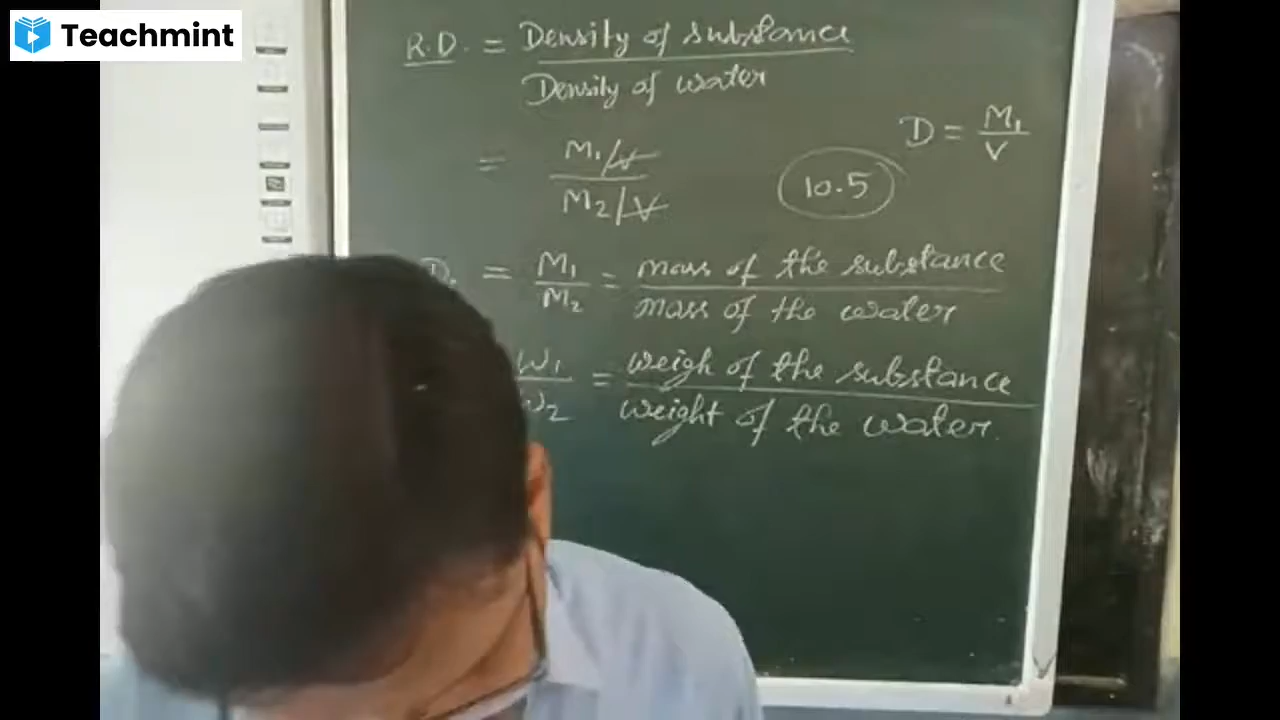 Teachmint
R.D. = Density of substance
Density of water
D = M₁
V
= M₁/V
M₂/V
10.5
D. = M₁ = mass of the substance
M₂ mass of the water
W₁ = weigh of the substance
W₂ weight of the water.